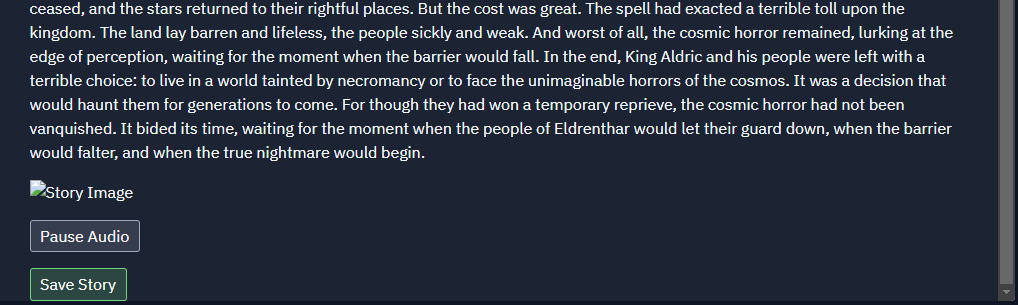 ceased, and the stars returned to their rightful places. But the cost was great. The spell had exacted a terrible toll upon the
kingdom. The land lay barren and lifeless, the people sickly and weak. And worst of all, the cosmic horror remained, lurking at the
edge of perception, waiting for the moment when the barrier would fall. In the end, King Aldric and his people were left with a
terrible choice: to live in a world tainted by necromancy or to face the unimaginable horrors of the cosmos. It was a decision that
would haunt them for generations to come. For though they had won a temporary reprieve, the cosmic horror had not been
vanquished. It bided its time, waiting for the moment when the people of Eldrenthar would let their guard down, when the barrier
would falter, and when the true nightmare would begin.
Story Image
Pause Audio
Save Story